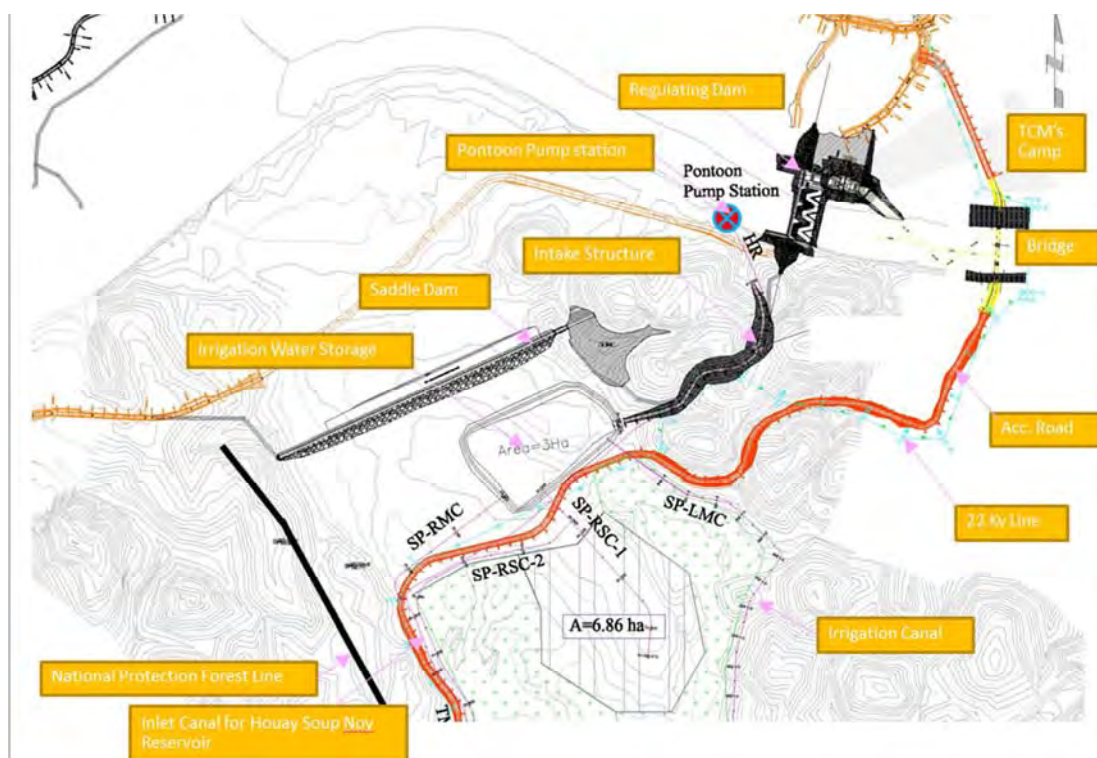 Regulating Dam
TCM's
Camp
Pontoon Pump station
Pontoon
Pump Station
HR
Bridge
Intake Structure
Saddle Dam
Irrigation Water Storage
Acc. Road
Area=3Ha
22 Kv Line
SP-LMC
SP-RMC
SP-RSC-1
SP-RSC-2
A=6.86 ha
Irrigation Canal
National Protection Forest Line
Inlet Canal for Houay Soup Noy
Reservoir